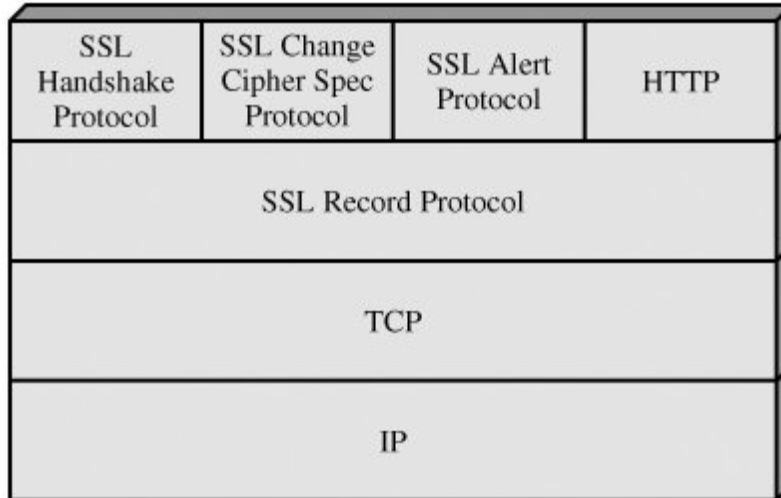 SSL
Handshake
Protocol
SSL Change
Cipher Spec
Protocol
SSL Alert
Protocol
HTTP
SSL Record Protocol
TCP
IP